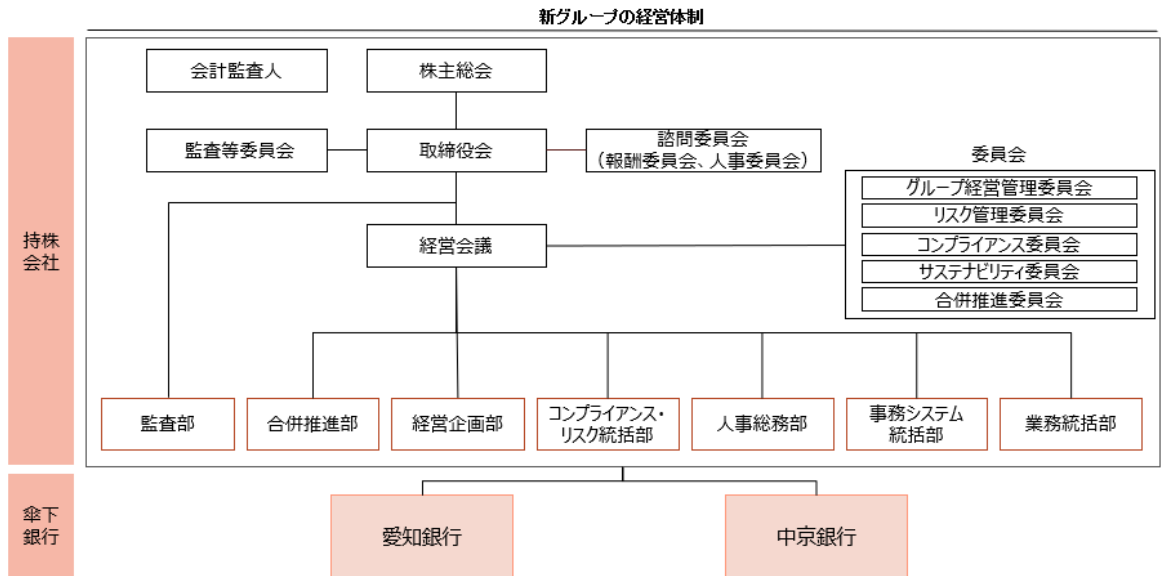 新グループの経営体制
持株
会社
会計監査人
株主総会
監査等委員会
取締役会
諮問委員会
（報酬委員会、人事委員会）
委員会
グループ経営管理委員会
リスク管理委員会
コンプライアンス委員会
サステナビリティ委員会
合併推進委員会
経営会議
監査部
合併推進部
経営企画部
コンプライアンス・
リスク統括部
人事総務部
事務システム
統括部
業務統括部
傘下
銀行
愛知銀行
中京銀行